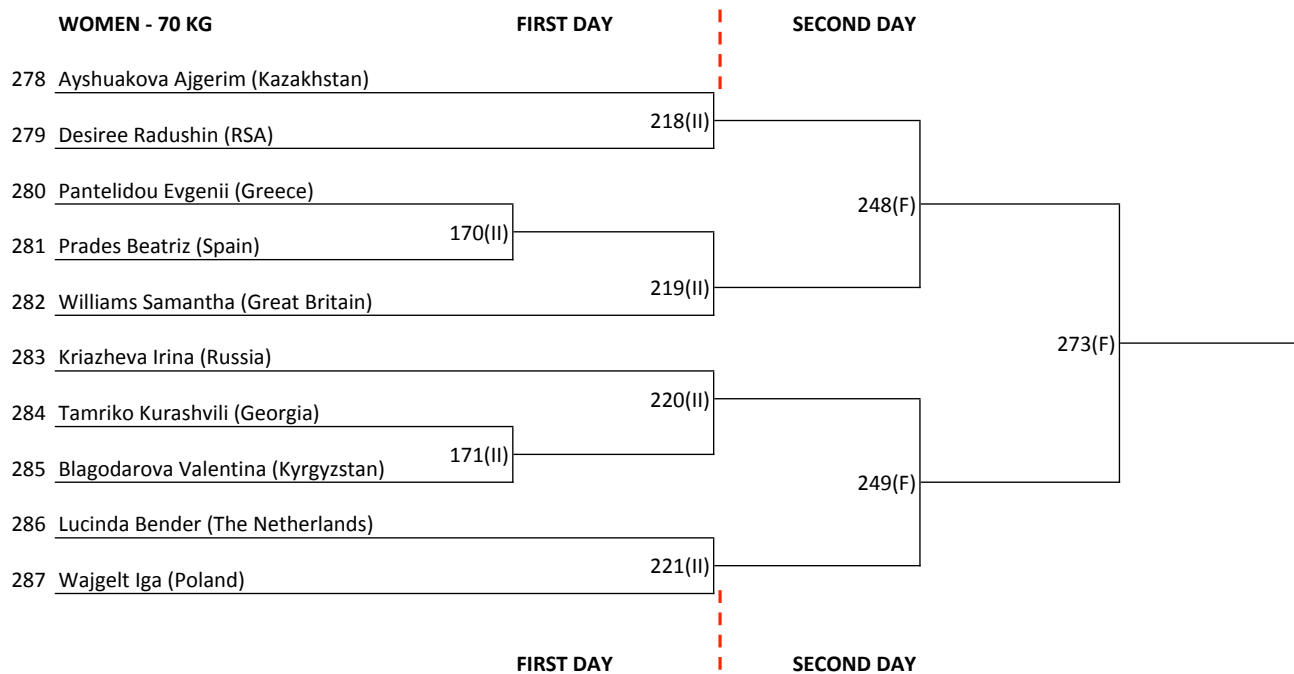 WOMEN - 70 KG FIRST DAY SECOND DAY
278 Ayshuakova Ajgerim (Kazakhstan)
218(II)
279 Desiree Radushin (RSA)
280 Pantelidou Evgenii (Greece)
248(F)
170(II)
281 Prades Beatriz (Spain)
219(II)
282 Williams Samantha (Great Britain)
273(F)
283 Kriazheva Irina (Russia)
220(II)
284 Tamriko Kurashvili (Georgia)
171(II)
285 Blagodarova Valentina (Kyrgyzstan)
249(F)
286 Lucinda Bender (The Netherlands)
221(II)
287 Wajgelt Iga (Poland)
FIRST DAY SECOND DAY